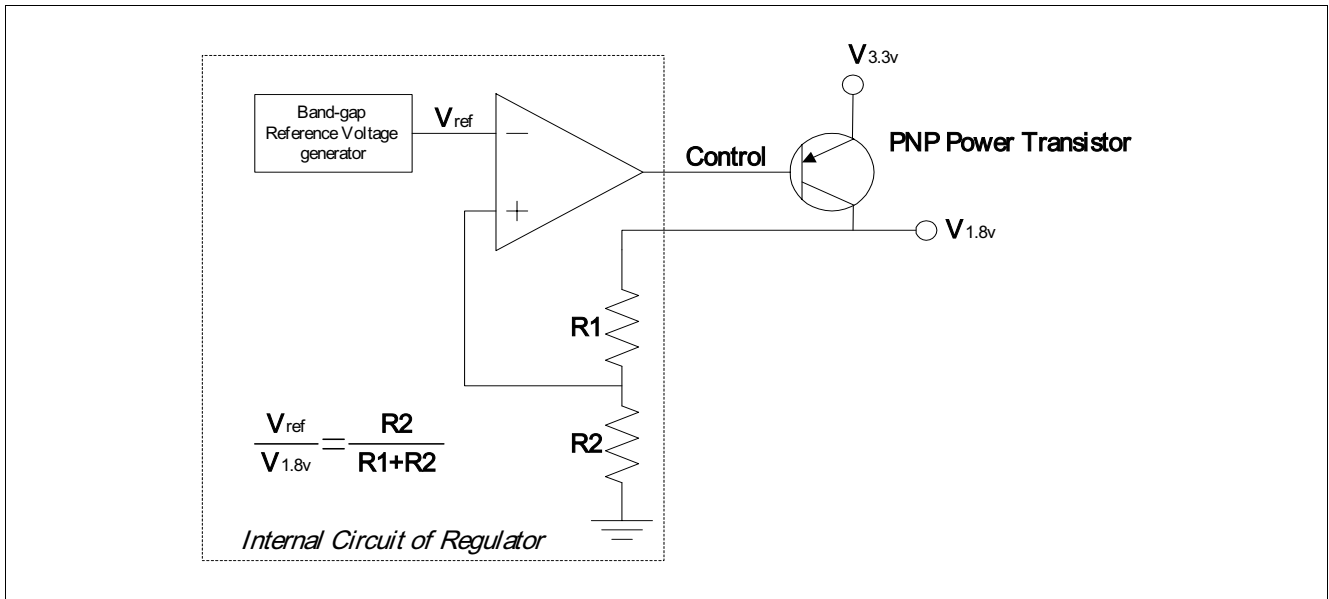 V3.3v
Band-gap
Reference Voltage
generator
Vref
−
+
Control
PNP Power Transistor
V1.8v
R1
R2
Vref
V1.8v
=
R2
R1+R2
Internal Circuit of Regulator